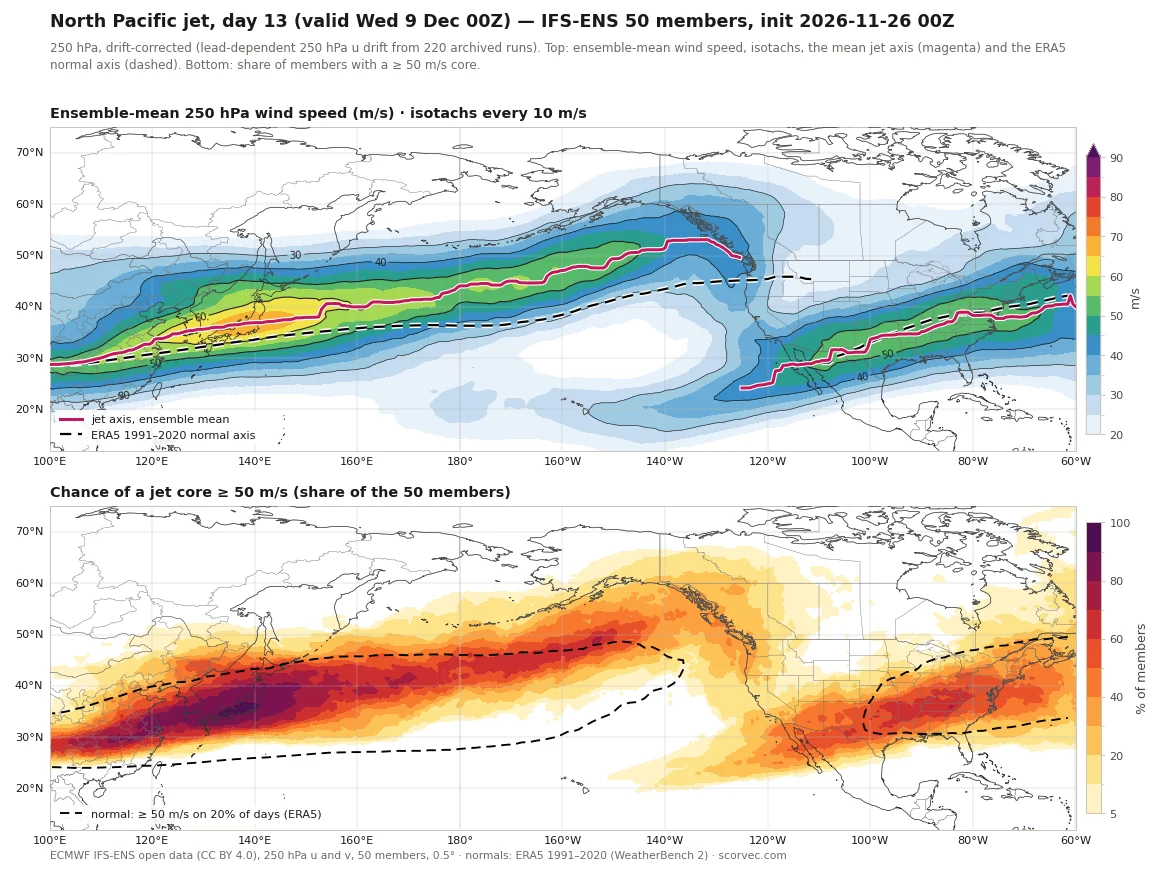 North Pacific jet, day 13 (valid Wed 9 Dec 00Z) — IFS-ENS 50 members, init 2026-11-26 00Z
250 hPa, drift-corrected (lead-dependent 250 hPa u drift from 220 archived runs). Top: ensemble-mean wind speed, isotachs, the mean jet axis (magenta) and the ERA5
normal axis (dashed). Bottom: share of members with a ≥ 50 m/s core.
Ensemble-mean 250 hPa wind speed (m/s) · isotachs every 10 m/s
70°N
60°N
50°N
40°N
30°N
20°N
30
40
60
50
50
40
jet axis, ensemble mean
ERA5 1991–2020 normal axis
100°E 120°E 140°E 160°E 180° 160°W 140°W 120°W 100°W 80°W 60°W
90
80
70
60
50
40
30
20
m/s
Chance of a jet core ≥ 50 m/s (share of the 50 members)
70°N
60°N
50°N
40°N
30°N
20°N
normal: ≥ 50 m/s on 20% of days (ERA5)
100°E 120°E 140°E 160°E 180° 160°W 140°W 120°W 100°W 80°W 60°W
100
80
60
40
20
5
% of members
ECMWF IFS-ENS open data (CC BY 4.0), 250 hPa u and v, 50 members, 0.5° · normals: ERA5 1991–2020 (WeatherBench 2) · scorvec.com